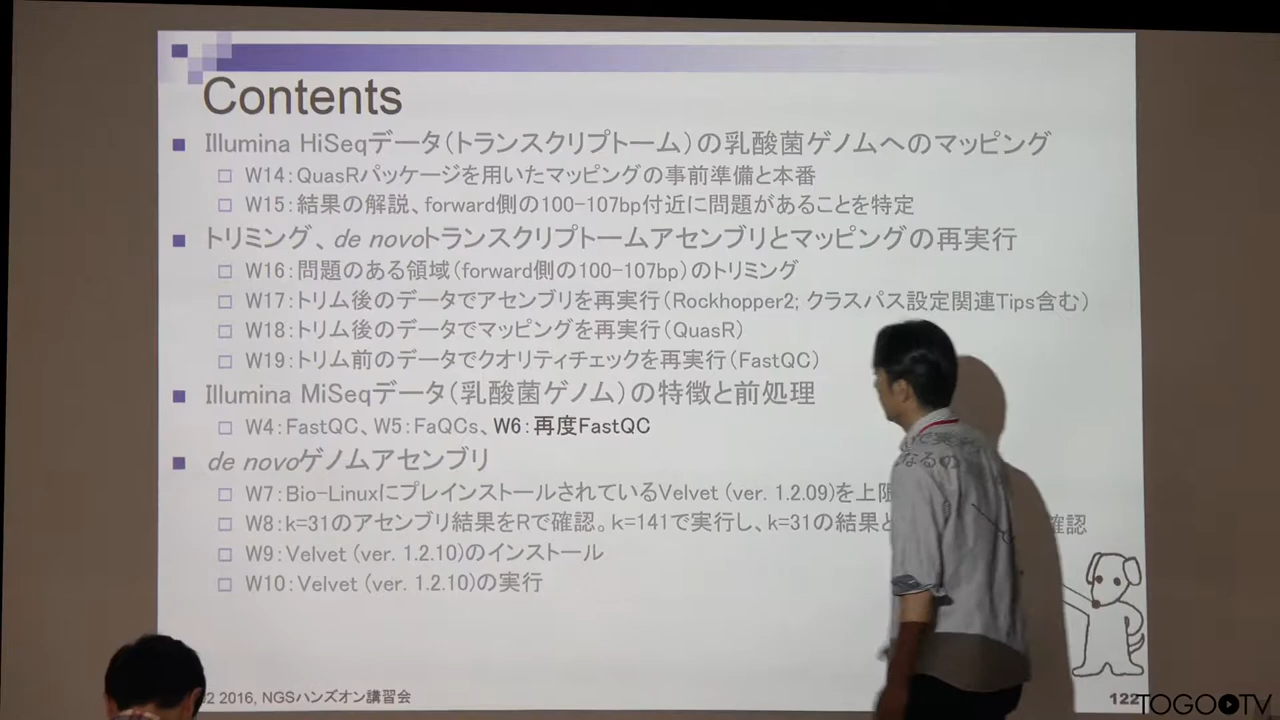 Contents
Illumina HiSeqデータ（トランスクリプトーム）の乳酸菌ゲノムへのマッピング
W14：QuasRパッケージを用いたマッピングの事前準備と本番
W15：結果の解説、forward側の100-107bp付近に問題があることを特定
トリミング、de novoトランスクリプトームアセンブリとマッピングの再実行
W16：問題のある領域（forward側の100-107bp）のトリミング
W17：トリム後のデータでアセンブリを再実行（Rockhopper2; クラスパス設定関連Tips含む）
W18：トリム後のデータでマッピングを再実行（QuasR）
W19：トリム前のデータでクオリティチェックを再実行（FastQC）
Illumina MiSeqデータ（乳酸菌ゲノム）の特徴と前処理
W4：FastQC、W5：FaQCs、W6：再度FastQC
de novoゲノムアセンブリ
W7：Bio-LinuxにプレインストールされているVelvet (ver. 1.2.09)を上限
W8：k=31のアセンブリ結果をRで確認。k=141で実行し、k=31の結果と 確認
W9：Velvet (ver. 1.2.10)のインストール
W10：Velvet (ver. 1.2.10)の実行
2 2016, NGSハンズオン講習会
122
TOGOTV